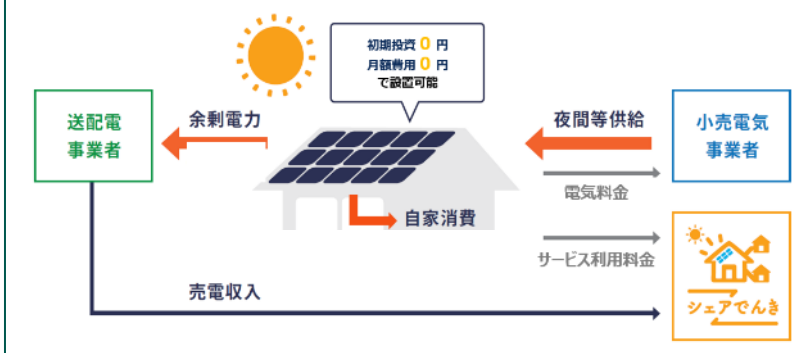 初期投資 0 円
月額費用 0 円
で設置可能
送配電
事業者
余剰電力
夜間等供給
小売電気
事業者
電気料金
自家消費
サービス利用料金
売電収入
シェアでんき